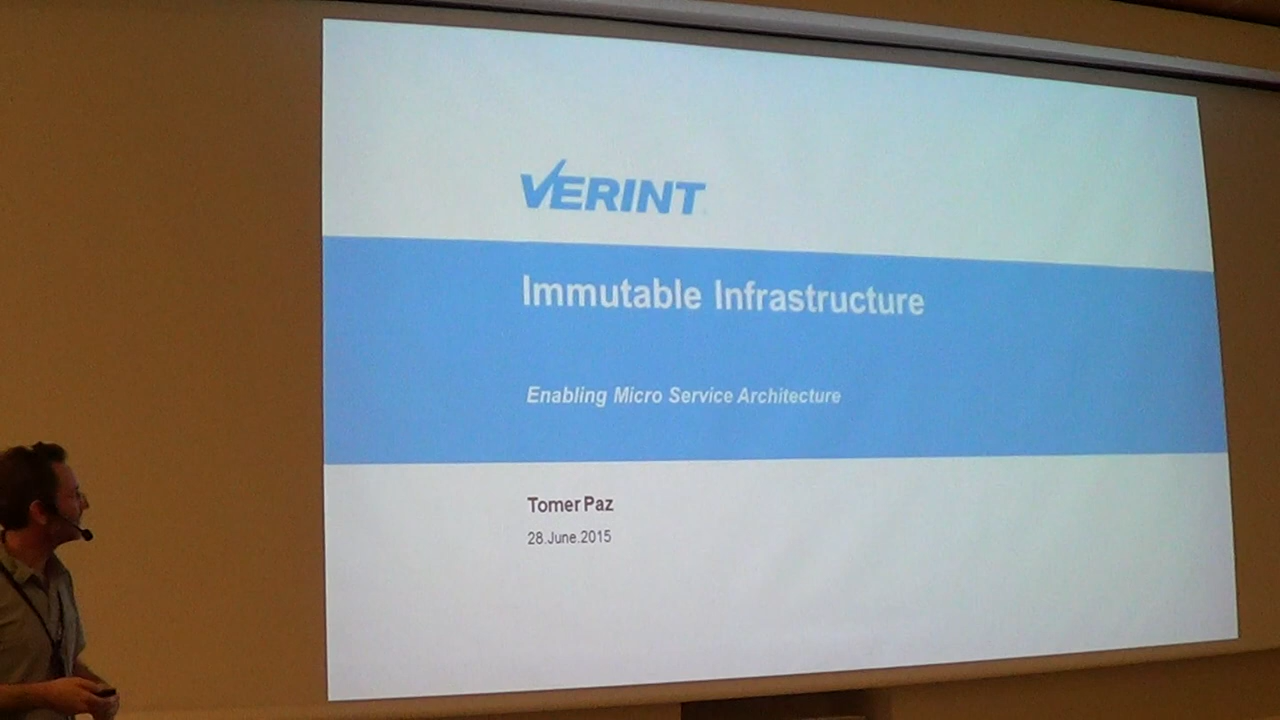 VERINT
Immutable Infrastructure
Enabling Micro Service Architecture
Tomer Paz
28.June.2015